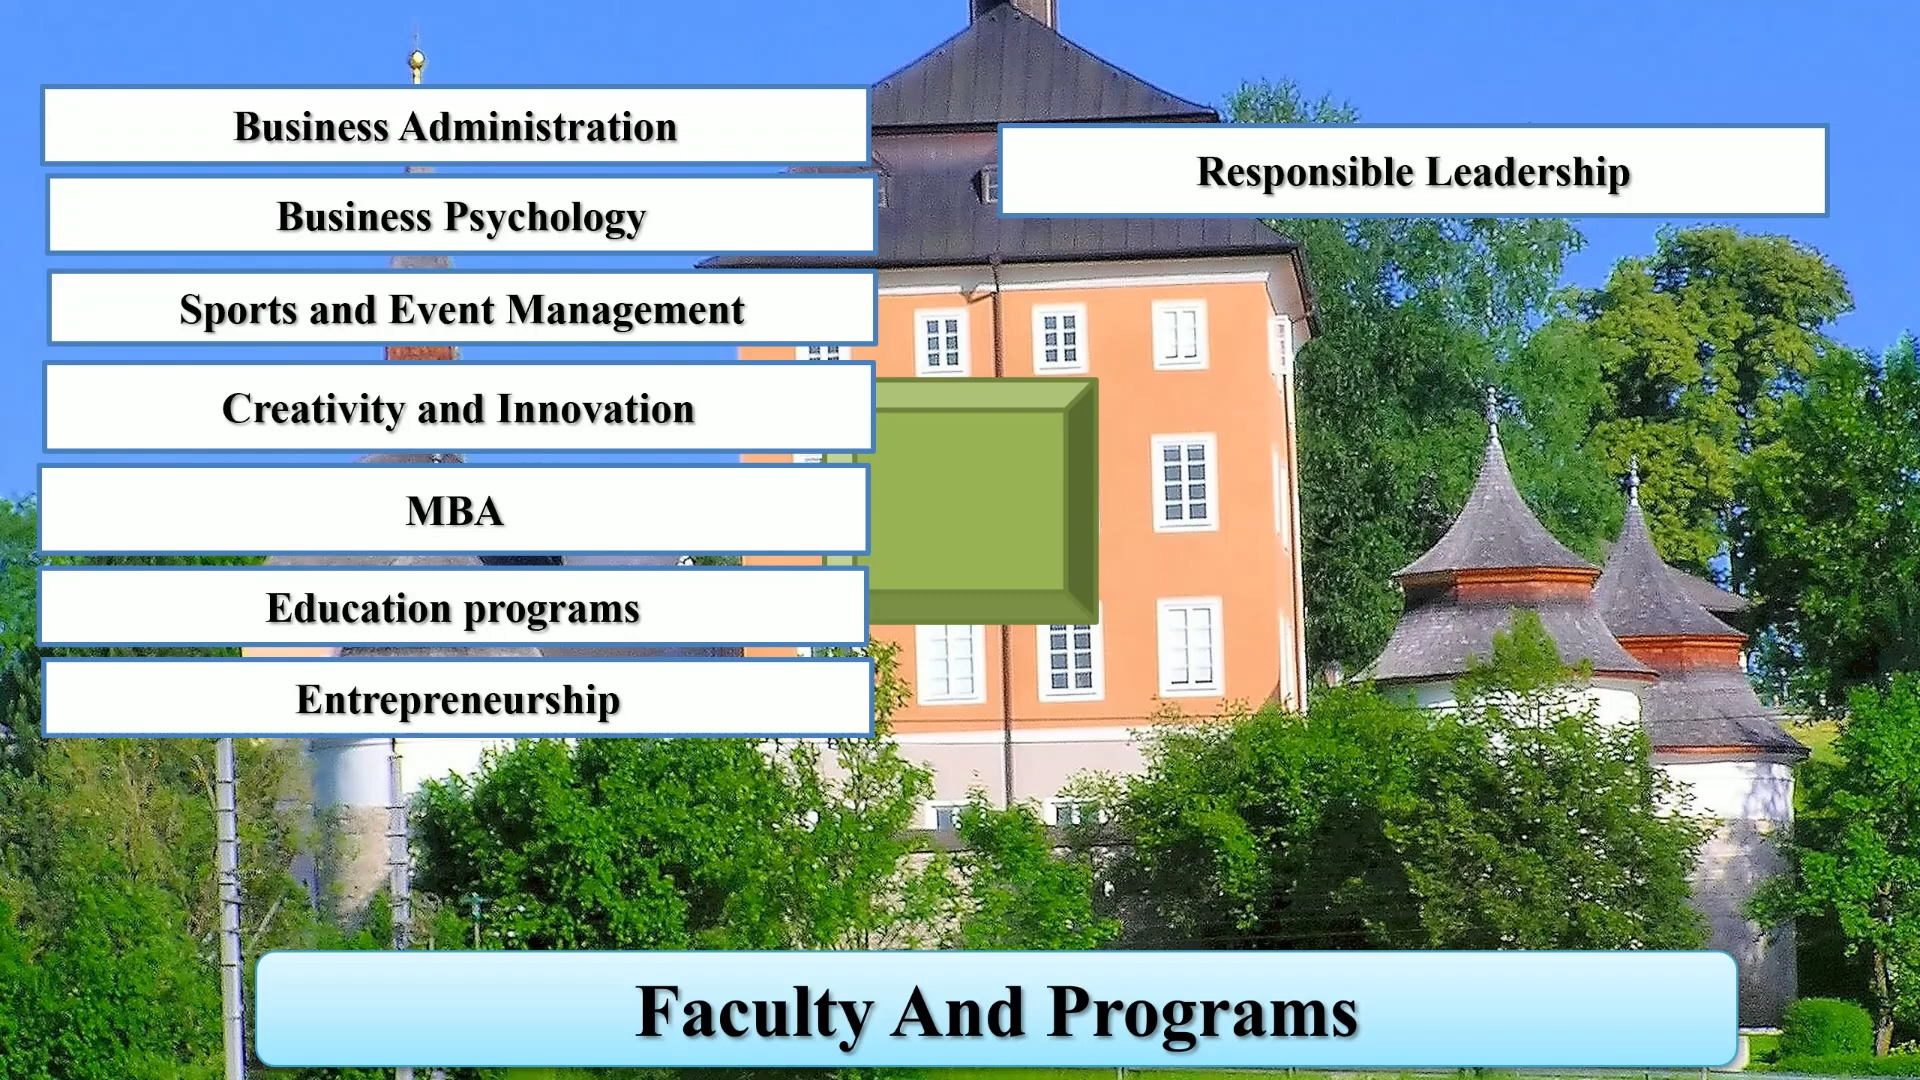 Business Administration
Business Psychology
Sports and Event Management
Creativity and Innovation
MBA
Education programs
Entrepreneurship
Responsible Leadership
Faculty And Programs